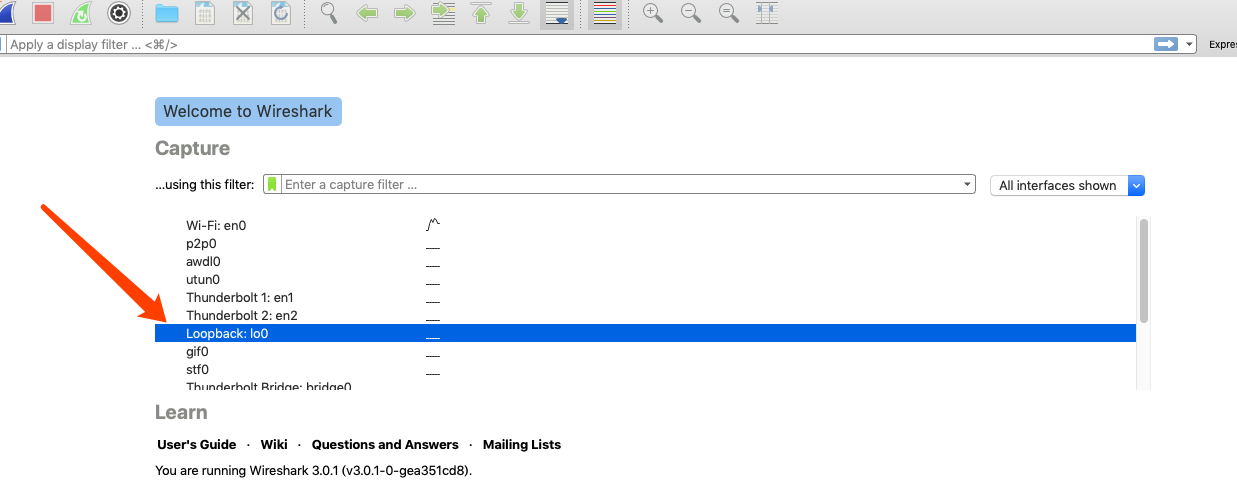 Apply a display filter ... <⌘/>
Expre
Welcome to Wireshark
Capture
...using this filter:
Enter a capture filter ...
All interfaces shown
Wi-Fi: en0
p2p0
awdl0
utun0
Thunderbolt 1: en1
Thunderbolt 2: en2
Loopback: lo0
gif0
stf0
Thunderbolt Bridge: bridge0
Learn
User's Guide · Wiki · Questions and Answers · Mailing Lists
You are running Wireshark 3.0.1 (v3.0.1-0-gea351cd8).